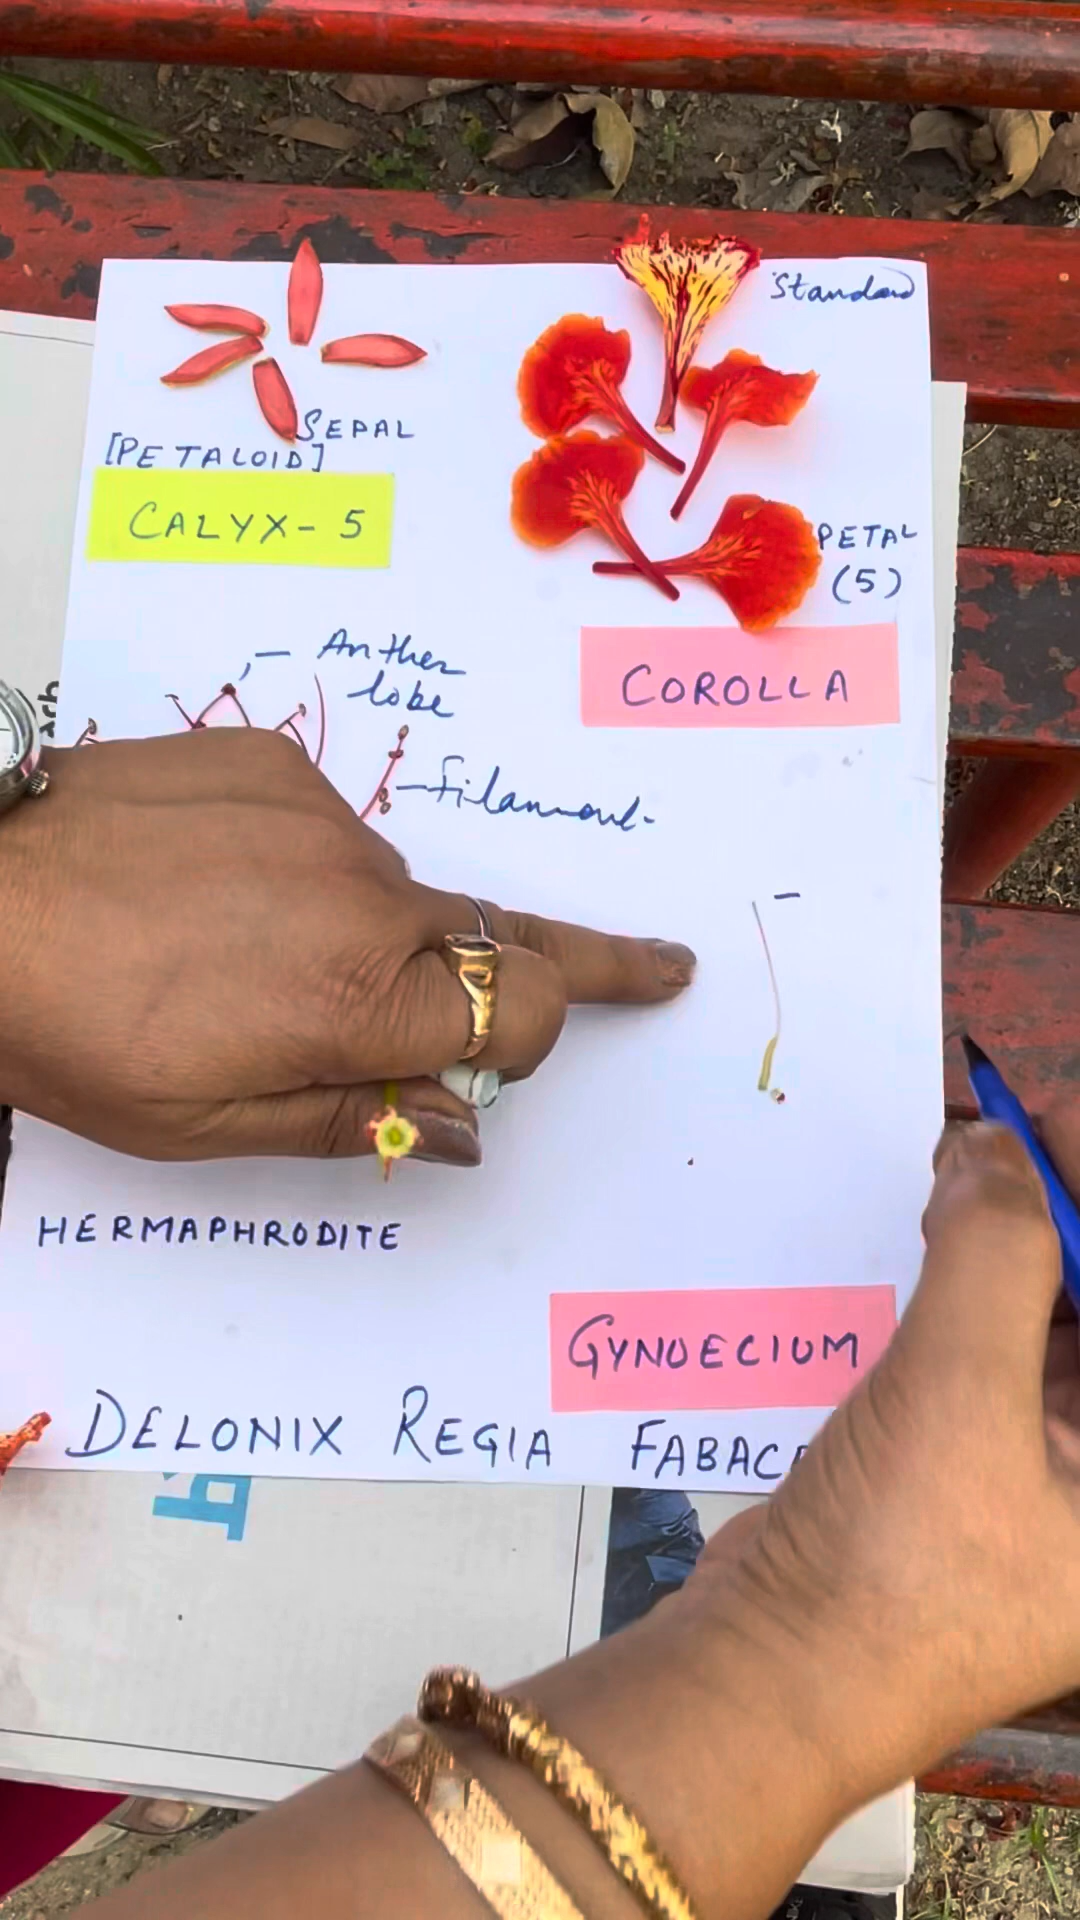 Standard
SEPAL
[PETALOID]
CALYX-5
PETAL
(5)
COROLLA
Anther
lobe
Filament
HERMAPHRODITE
GYNOECIUM
DELONIX REGIA FABAC